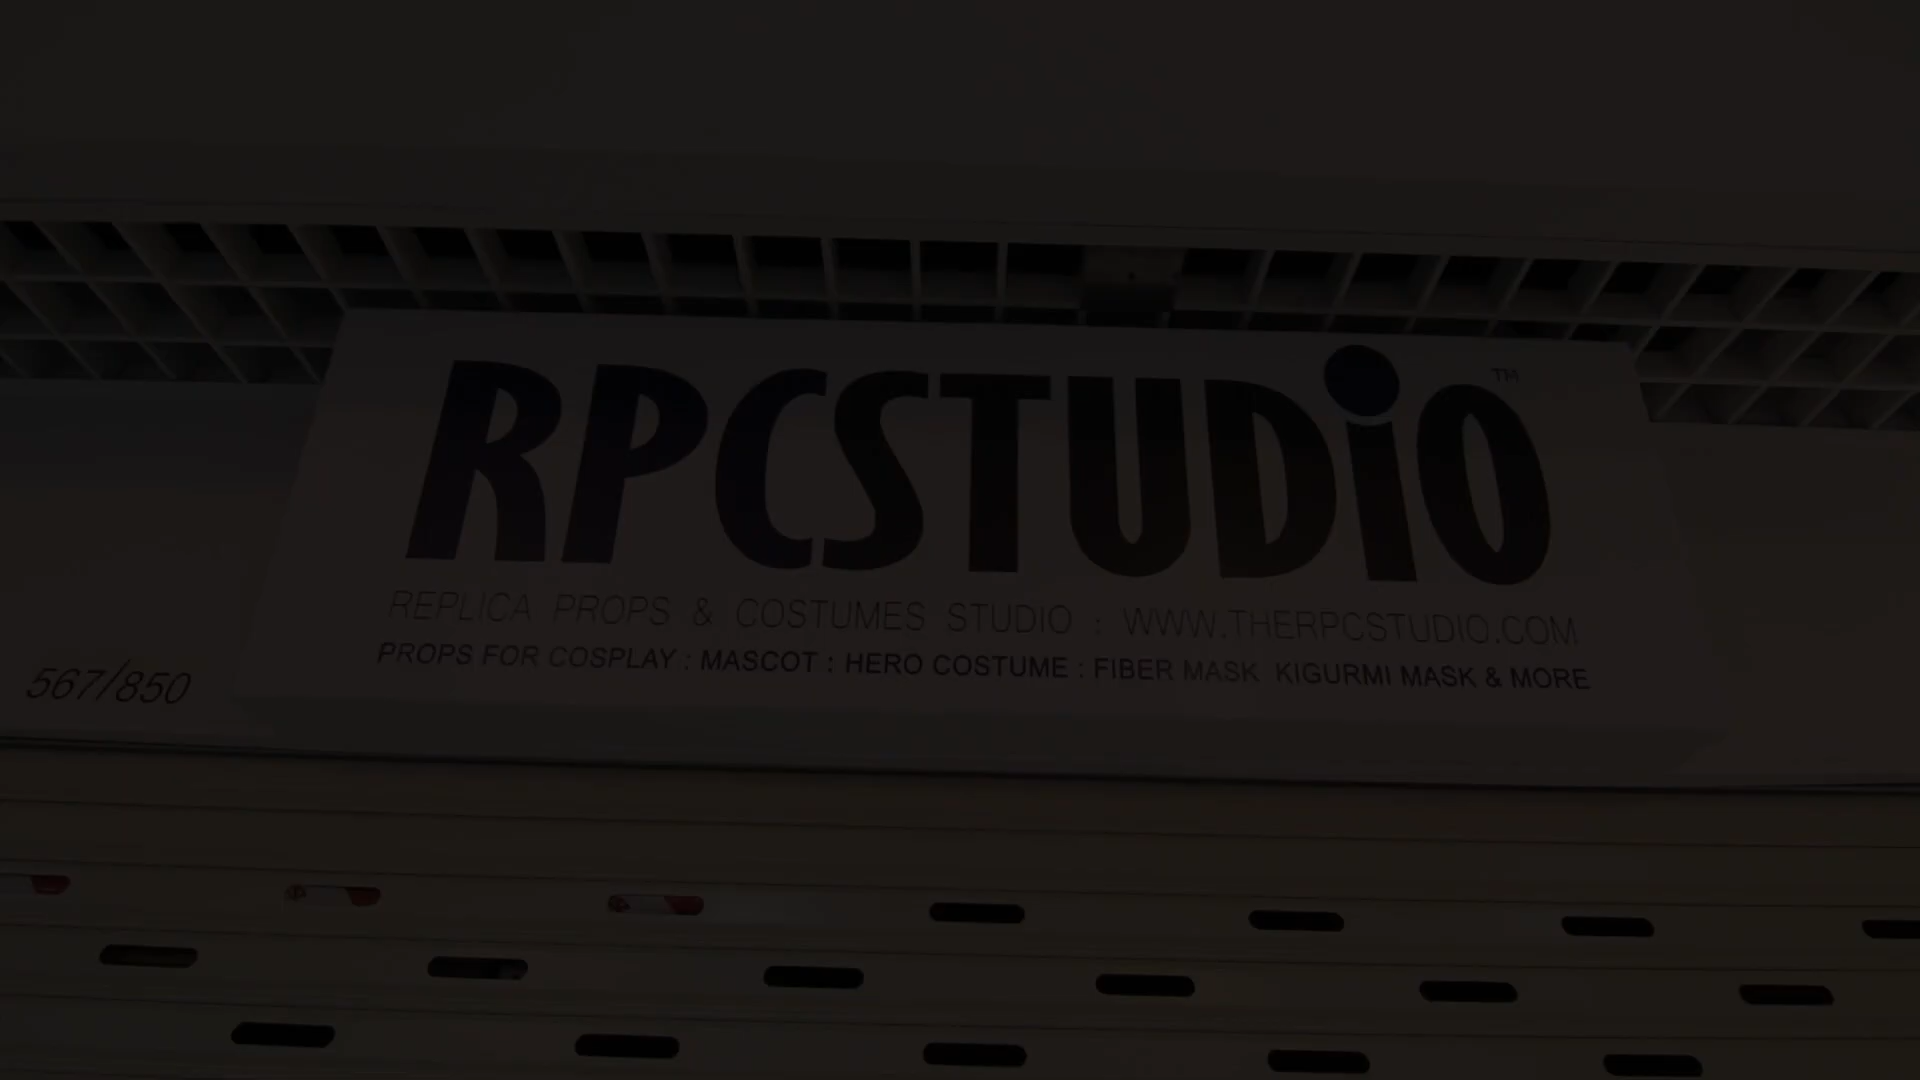 RPCSTUDiO™
REPLICA PROPS & COSTUMES STUDIO : WWW.THERPCSTUDIO.COM
PROPS FOR COSPLAY : MASCOT : HERO COSTUME : FIBER MASK KIGURMI MASK & MORE
567/850